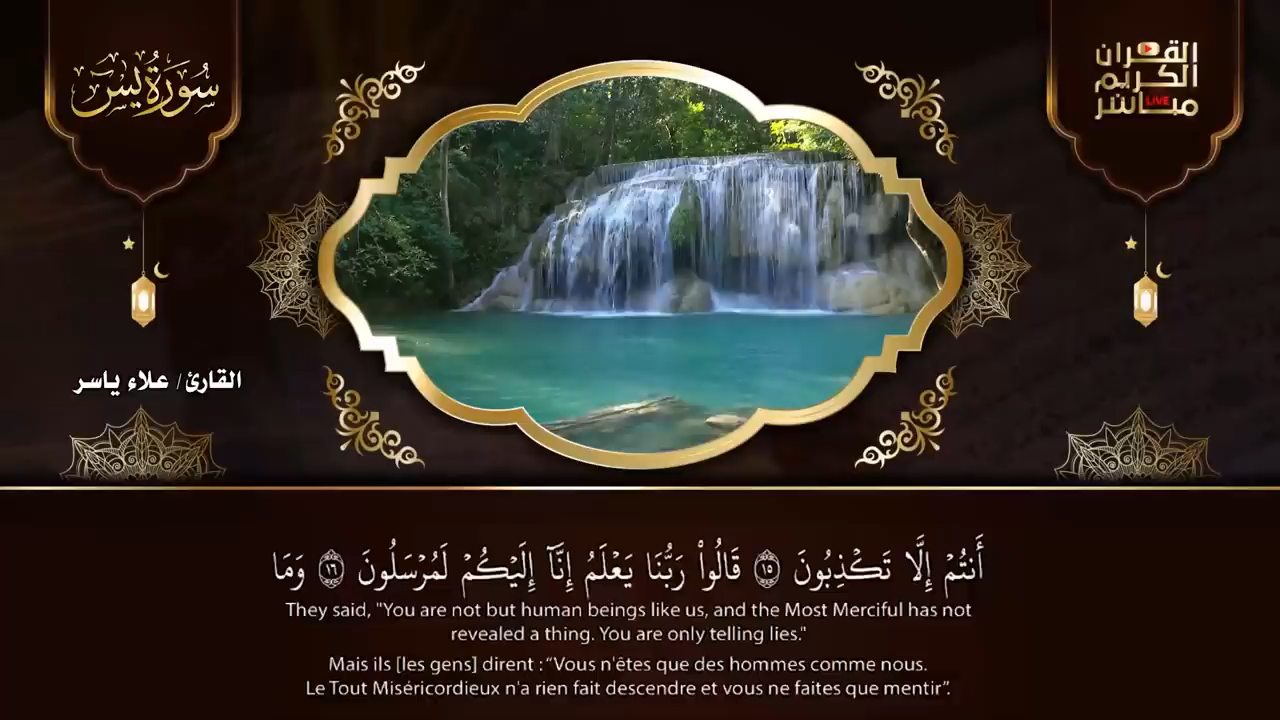 سُورَةُ يسٓ
القرآن
الكريم
مباشر
LIVE
القارئ/ علاء ياسر
أَنتُمْ إِلَّا تَكْذِبُونَ ١٥ قَالُوا۟ رَبُّنَا يَعْلَمُ إِنَّآ إِلَيْكُمْ لَمُرْسَلُونَ ١٦ وَمَا
They said, "You are not but human beings like us, and the Most Merciful has not
revealed a thing. You are only telling lies."
Mais ils [les gens] dirent : “Vous n'êtes que des hommes comme nous.
Le Tout Miséricordieux n'a rien fait descendre et vous ne faites que mentir”.